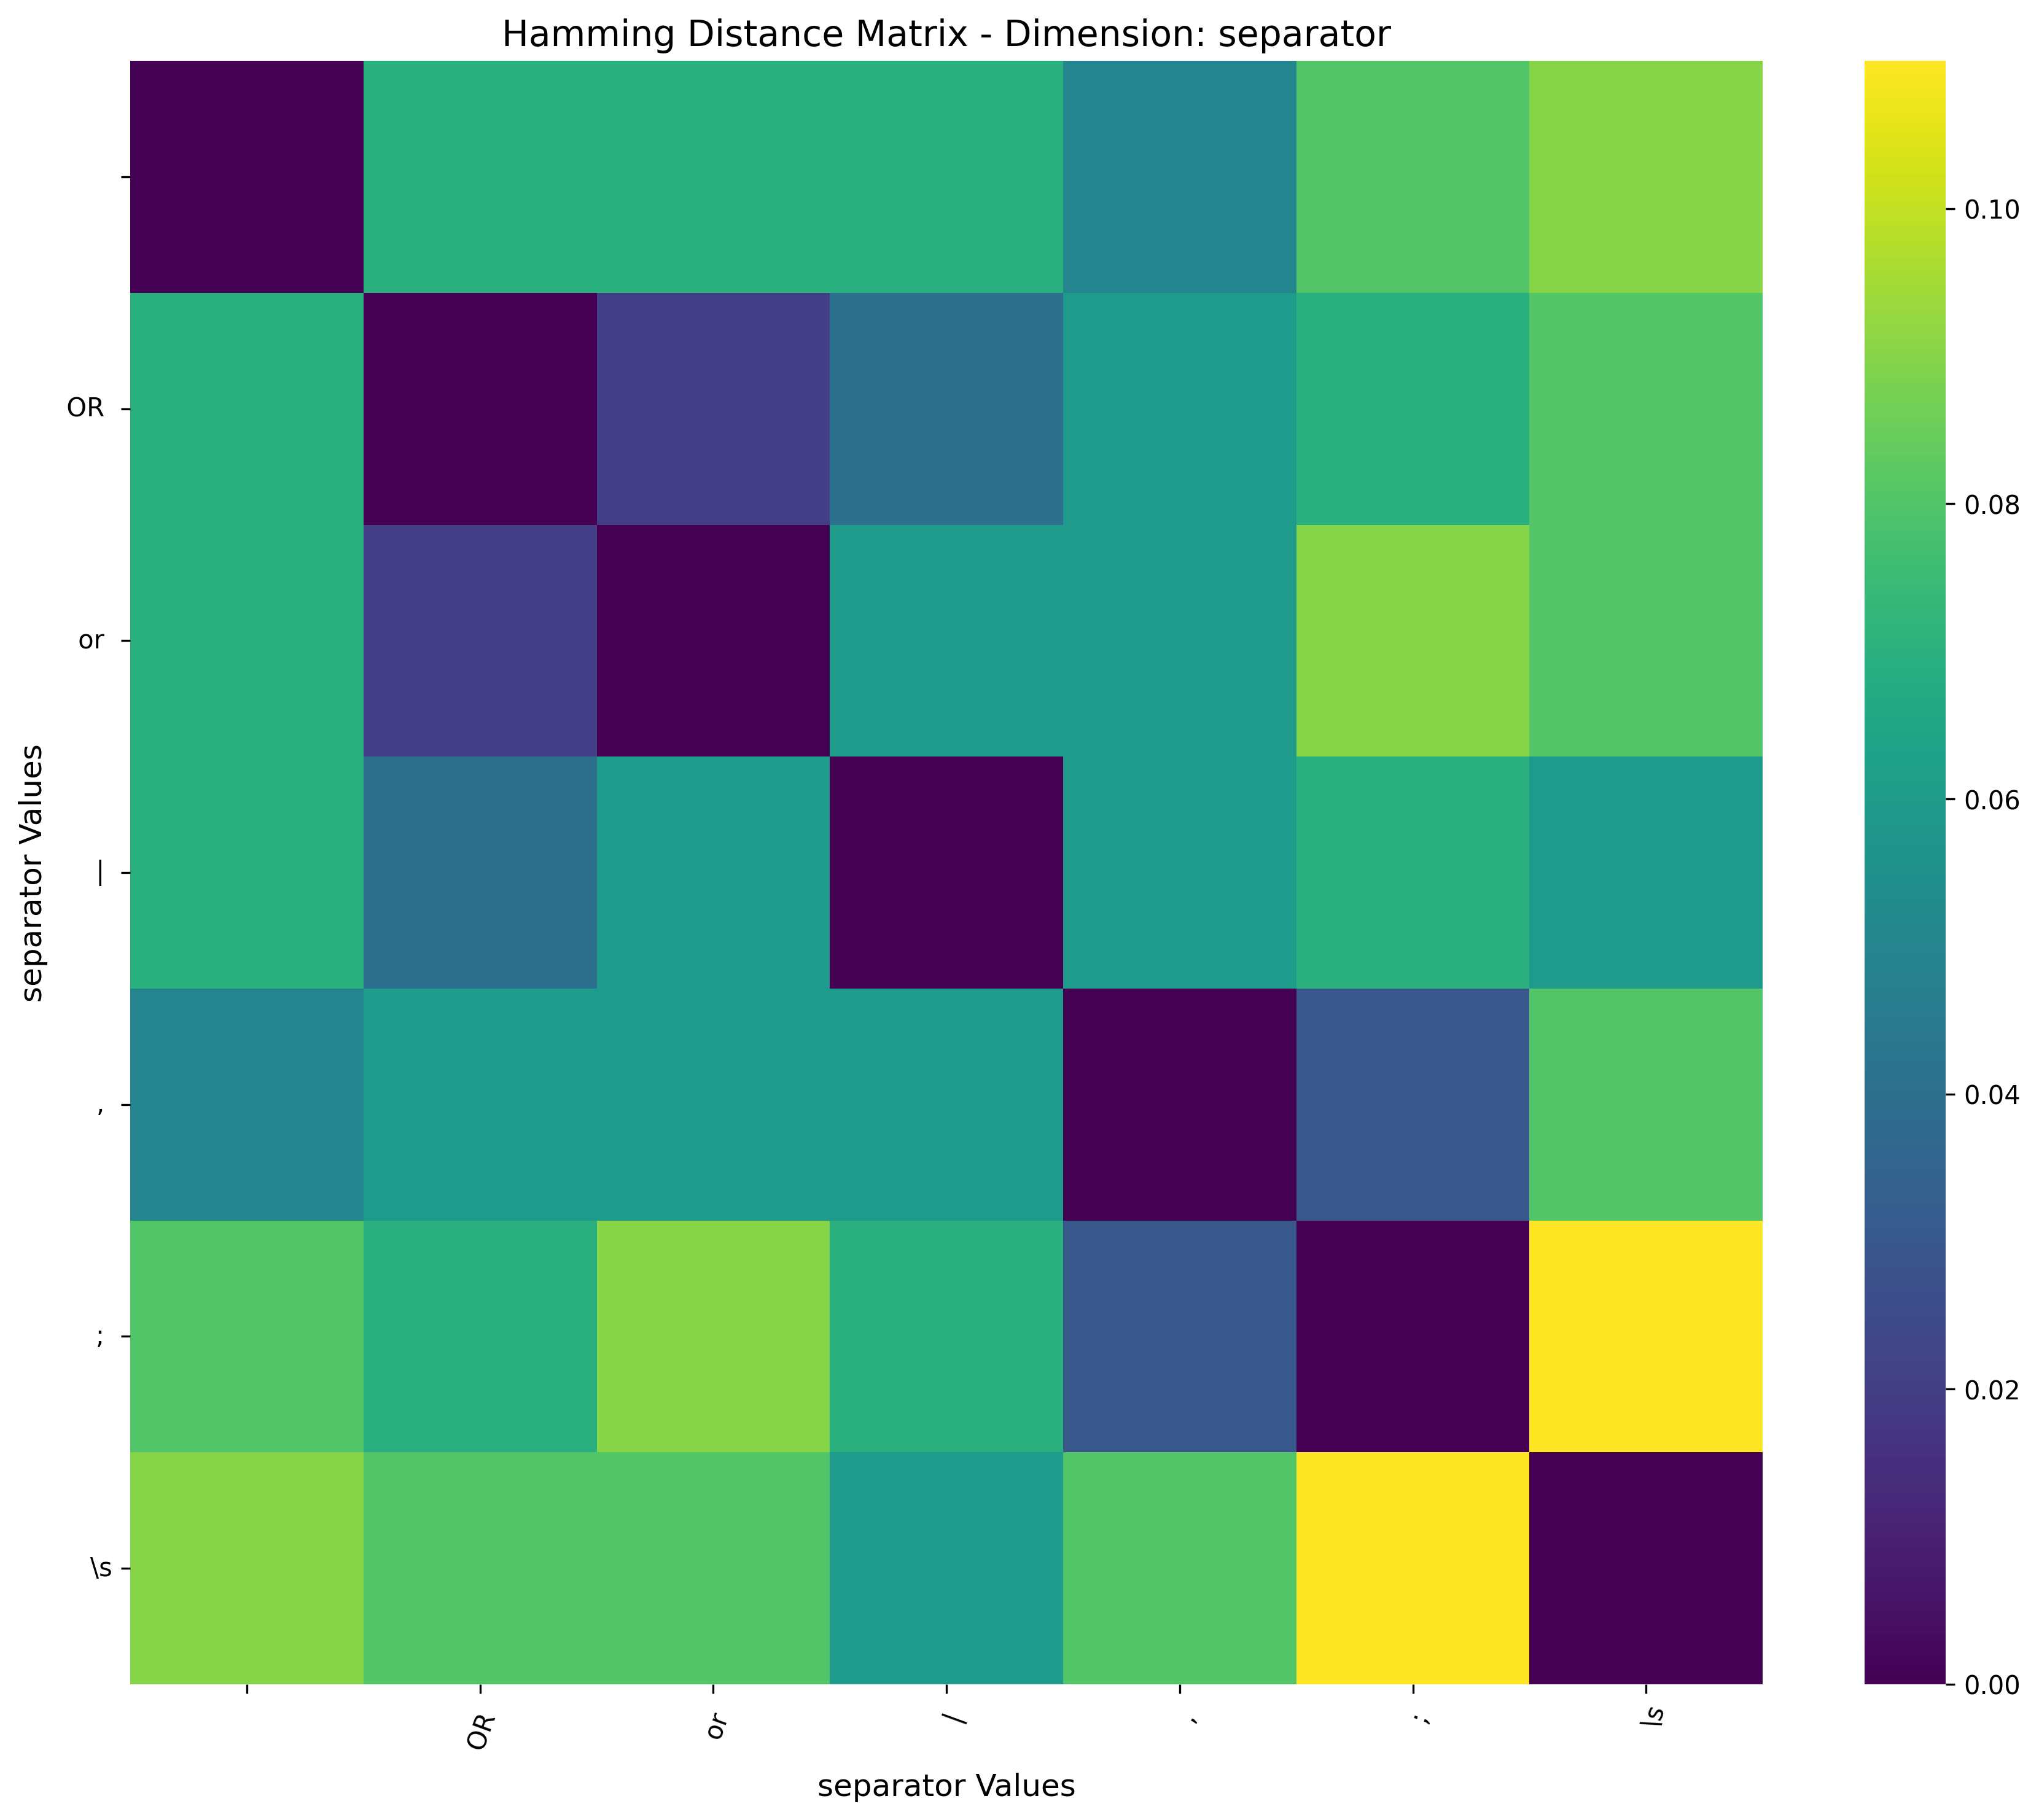 Hamming Distance Matrix - Dimension: separator
separator Values
OR
or
|
,
;
\s
OR
or
|
,
;
\s
separator Values
0.10
0.08
0.06
0.04
0.02
0.00